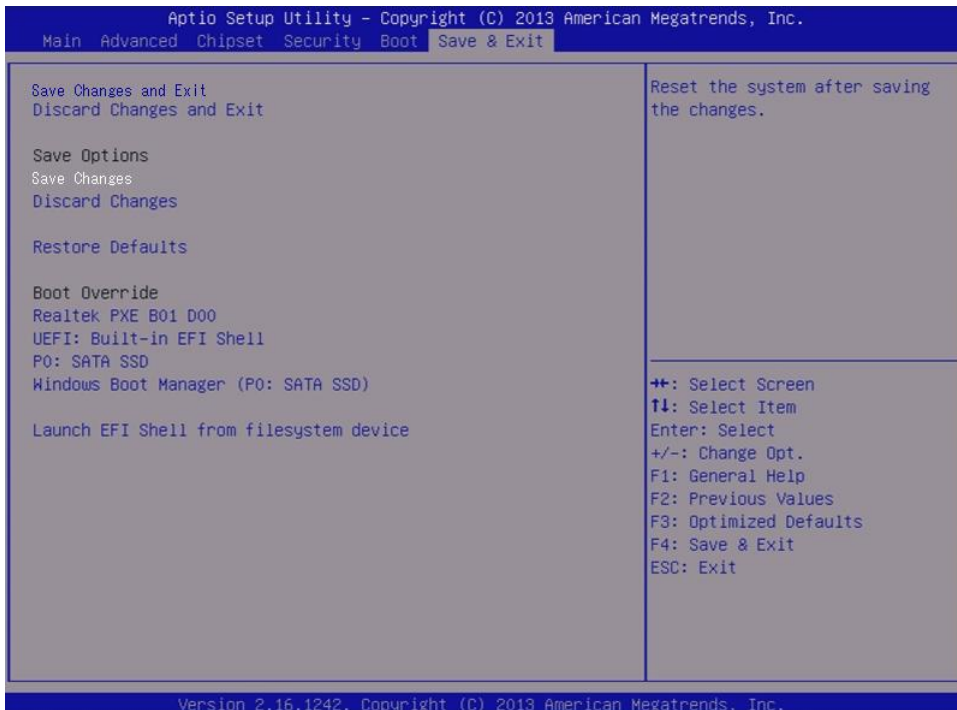 Aptio Setup Utility – Copyright (C) 2013 American Megatrends, Inc.
Main Advanced Chipset Security Boot Save & Exit
Save Changes and Exit
Discard Changes and Exit
Save Options
Save Changes
Discard Changes
Restore Defaults
Boot Override
Realtek PXE B01 D00
UEFI: Built-in EFI Shell
P0: SATA SSD
Windows Boot Manager (P0: SATA SSD)
Launch EFI Shell from filesystem device
Reset the system after saving
the changes.
→←: Select Screen
↑↓: Select Item
Enter: Select
+/-: Change Opt.
F1: General Help
F2: Previous Values
F3: Optimized Defaults
F4: Save & Exit
ESC: Exit
Version 2.16.1242. Copyright (C) 2013 American Megatrends, Inc.